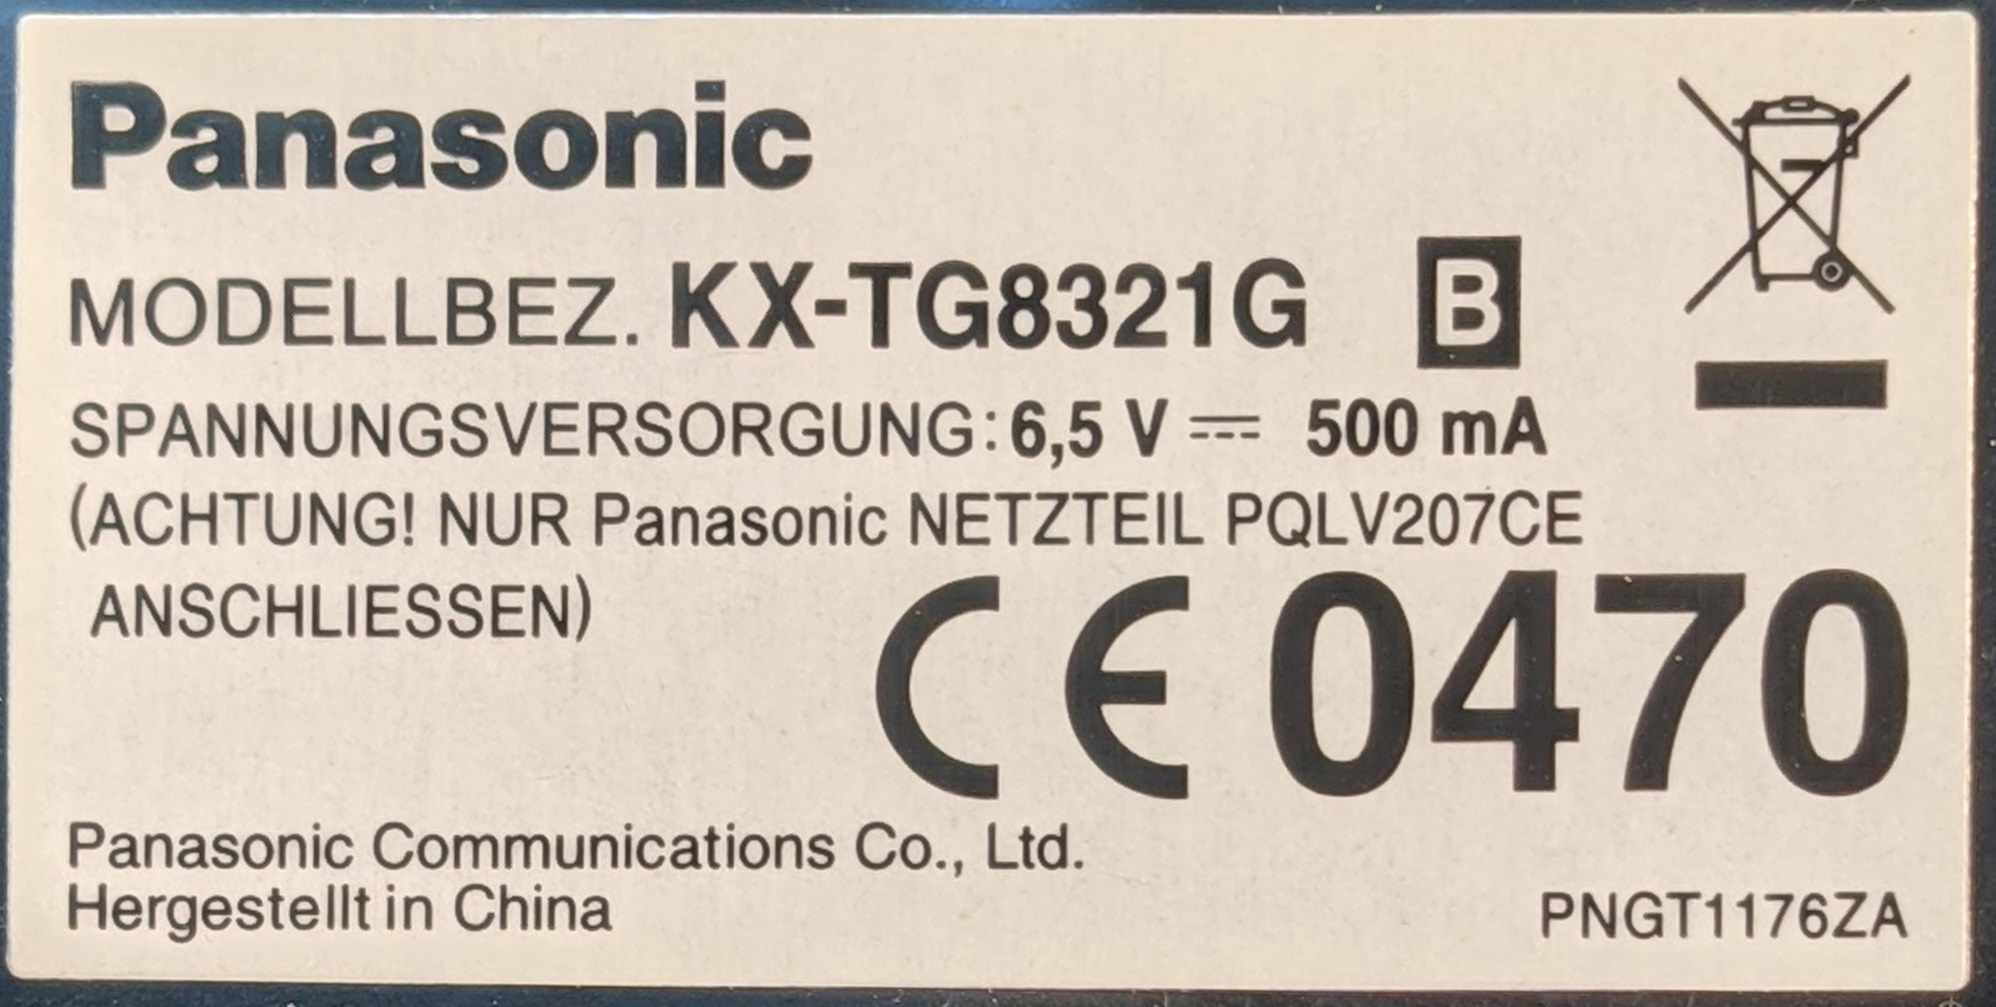 Panasonic
MODELLBEZ. KX-TG8321G B
SPANNUNGSVERSORGUNG: 6,5 V ⎓ 500 mA
(ACHTUNG! NUR Panasonic NETZTEIL PQLV207CE
ANSCHLIESSEN)
CE 0470
Panasonic Communications Co., Ltd.
Hergestellt in China
PNGT1176ZA